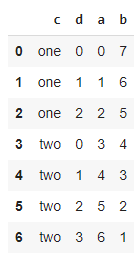 c d a b
0 one 0 0 7
1 one 1 1 6
2 one 2 2 5
3 two 0 3 4
4 two 1 4 3
5 two 2 5 2
6 two 3 6 1